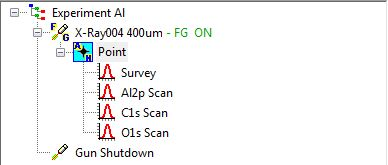 Experiment Al
F
G
X-Ray004 400um - FG ON
A
H
Point
Survey
Al2p Scan
C1s Scan
O1s Scan
Gun Shutdown